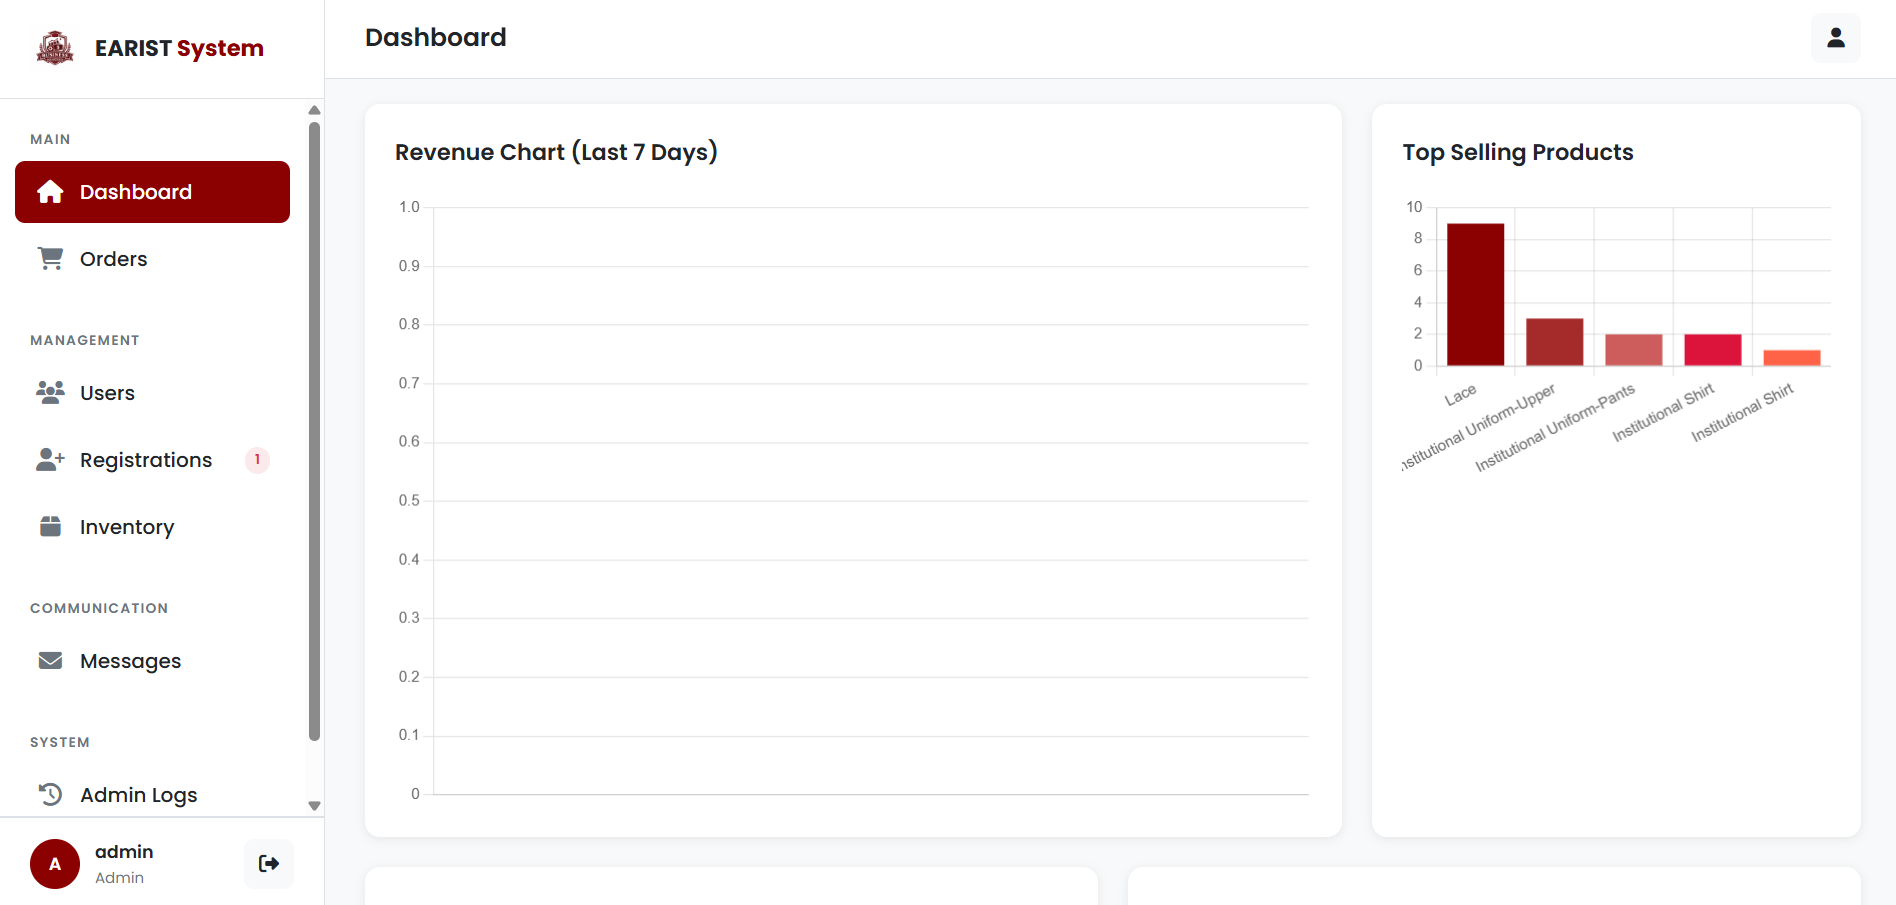 EARIST System
MAIN
Dashboard
Orders
MANAGEMENT
Users
Registrations 1
Inventory
COMMUNICATION
Messages
SYSTEM
Admin Logs
A
admin
Admin
Dashboard
Revenue Chart (Last 7 Days)
1.0
0.9
0.8
0.7
0.6
0.5
0.4
0.3
0.2
0.1
0
Top Selling Products
10
8
6
4
2
0
Lace
nstitutional Uniform-Upper
Institutional Uniform-Pants
Institutional Shirt
Institutional Shirt